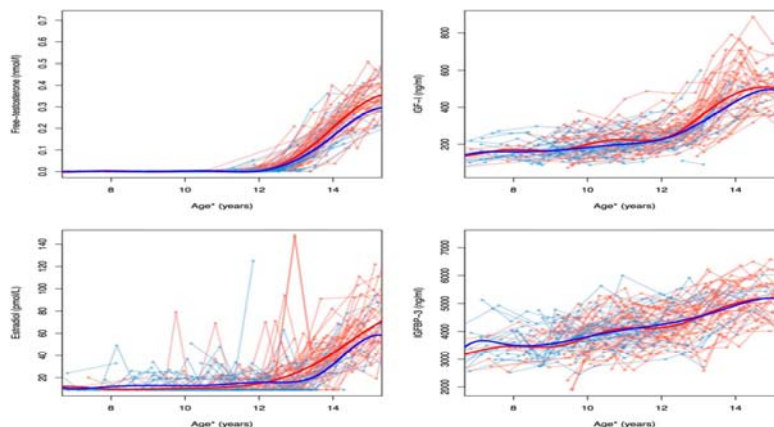 Free-testosterone (nmol/l)
0.0 0.1 0.2 0.3 0.4 0.5 0.6 0.7
8 10 12 14
Age* (years)
IGF-I (ng/ml)
200 400 600 800
8 10 12 14
Age* (years)
Estradiol (pmol/L)
20 40 60 80 100 120 140
8 10 12 14
Age* (years)
IGFBP-3 (ng/ml)
2000 3000 4000 5000 6000 7000
8 10 12 14
Age* (years)